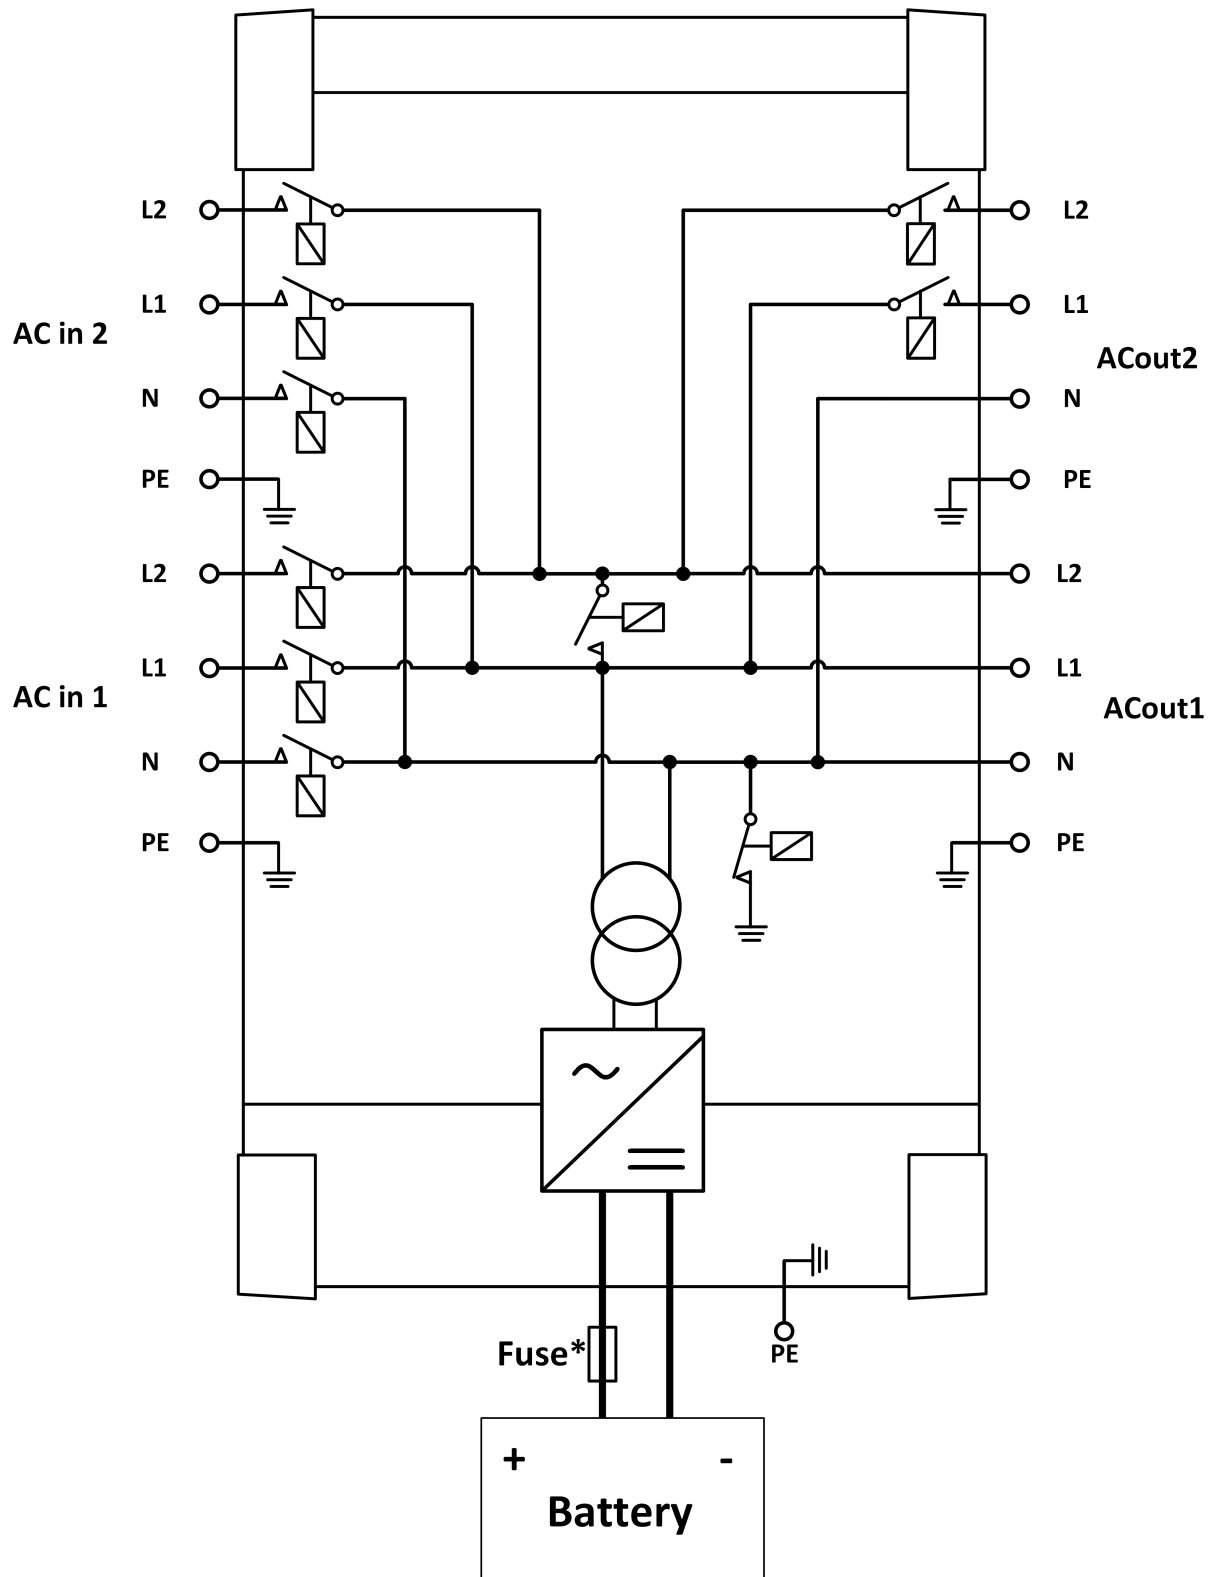 L2
L2
L1
L1
AC in 2
ACout2
N
N
PE
PE
L2
L2
L1
L1
AC in 1
ACout1
N
N
PE
PE
Fuse*
PE
+ -
Battery